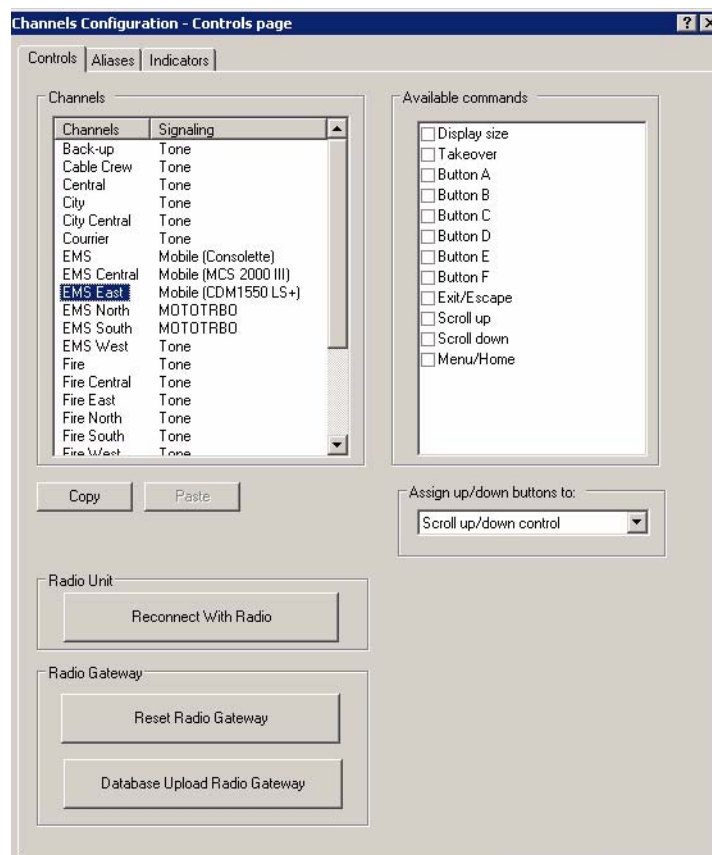 Channels Configuration - Controls page
Controls Aliases Indicators
Channels
Channels Signaling
Back-up Tone
Cable Crew Tone
Central Tone
City Tone
City Central Tone
Courrier Tone
EMS Mobile (Consolette)
EMS Central Mobile (MCS 2000 III)
EMS East Mobile (CDM1550 LS+)
EMS North MOTOTRBO
EMS South MOTOTRBO
EMS West Tone
Fire Tone
Fire Central Tone
Fire East Tone
Fire North Tone
Fire South Tone
Fire West Tone
Copy Paste
Available commands
Display size
Takeover
Button A
Button B
Button C
Button D
Button E
Button F
Exit/Escape
Scroll up
Scroll down
Menu/Home
Assign up/down buttons to:
Scroll up/down control
Radio Unit
Reconnect With Radio
Radio Gateway
Reset Radio Gateway
Database Upload Radio Gateway